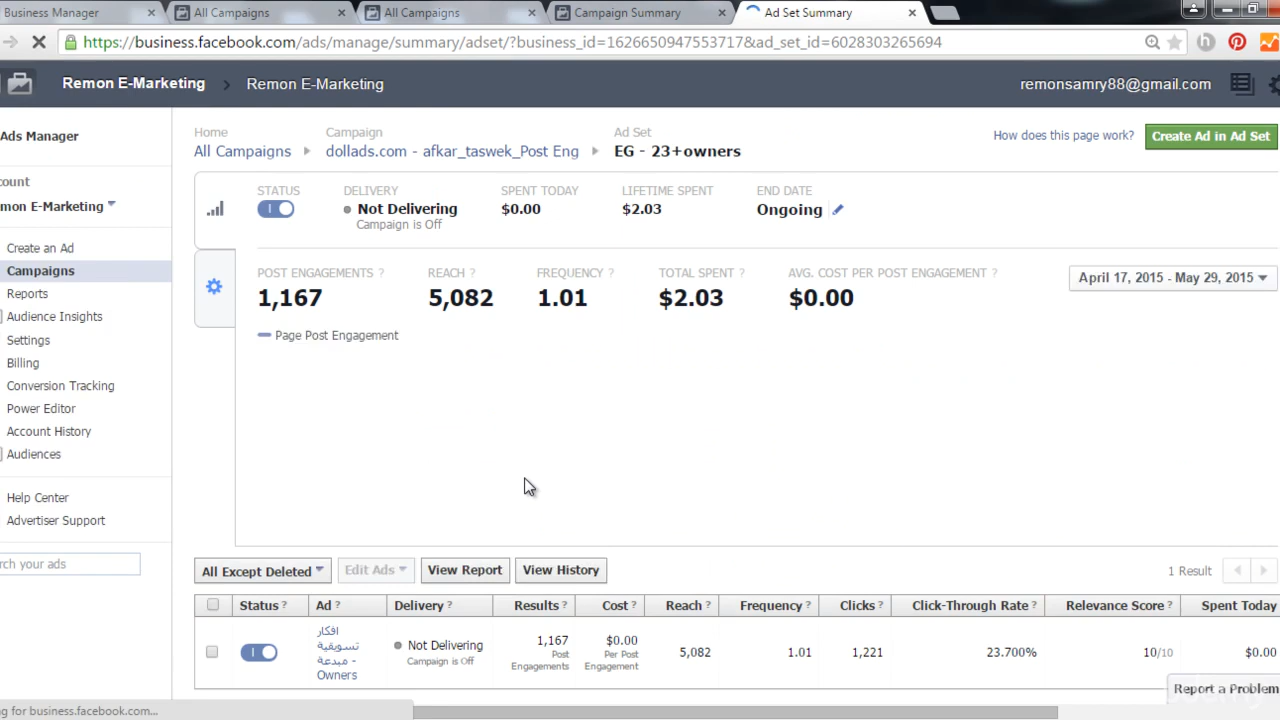 Business Manager
All Campaigns
All Campaigns
Campaign Summary
Ad Set Summary
https://business.facebook.com/ads/manage/summary/adset/?business_id=1626650947553717&ad_set_id=6028303265694
Remon E-Marketing
Remon E-Marketing
remonsamry88@gmail.com
Ads Manager
Home
Campaign
Ad Set
All Campaigns
dollads.com - afkar_taswek_Post Eng
EG - 23+owners
How does this page work?
Create Ad in Ad Set
count
mon E-Marketing
Create an Ad
Campaigns
Reports
Audience Insights
Settings
Billing
Conversion Tracking
Power Editor
Account History
Audiences
Help Center
Advertiser Support
rch your ads
STATUS
DELIVERY
SPENT TODAY
LIFETIME SPENT
END DATE
Not Delivering
$0.00
$2.03
Ongoing
Campaign is Off
POST ENGAGEMENTS ?
REACH ?
FREQUENCY ?
TOTAL SPENT ?
AVG. COST PER POST ENGAGEMENT ?
1,167
5,082
1.01
$2.03
$0.00
April 17, 2015 - May 29, 2015
Page Post Engagement
All Except Deleted
Edit Ads
View Report
View History
1 Result
Status ?
Ad ?
Delivery ?
Results ?
Cost ?
Reach ?
Frequency ?
Clicks ?
Click-Through Rate ?
Relevance Score ?
Spent Today
افكار
تسويقية
مبدعة -
Owners
Not Delivering
Campaign is Off
1,167
Post
Engagements
$0.00
Per Post
Engagement
5,082
1.01
1,221
23.700%
10/10
$0.00
Report a Problem
ng for business.facebook.com...